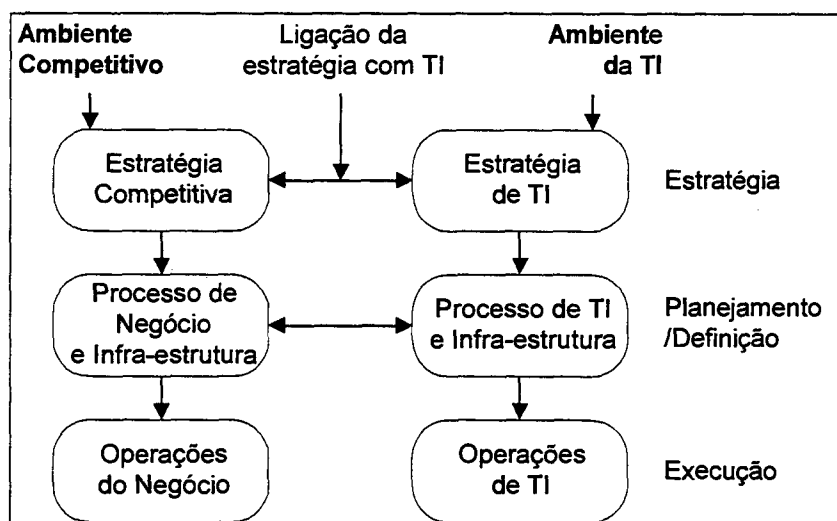 Ambiente
Competitivo
Ligação da
estratégia com TI
Ambiente
da TI
Estratégia
Competitiva
Estratégia
de TI
Estratégia
Processo de
Negócio
e Infra-estrutura
Processo de TI
e Infra-estrutura
Planejamento
/Definição
Operações
do Negócio
Operações
de TI
Execução